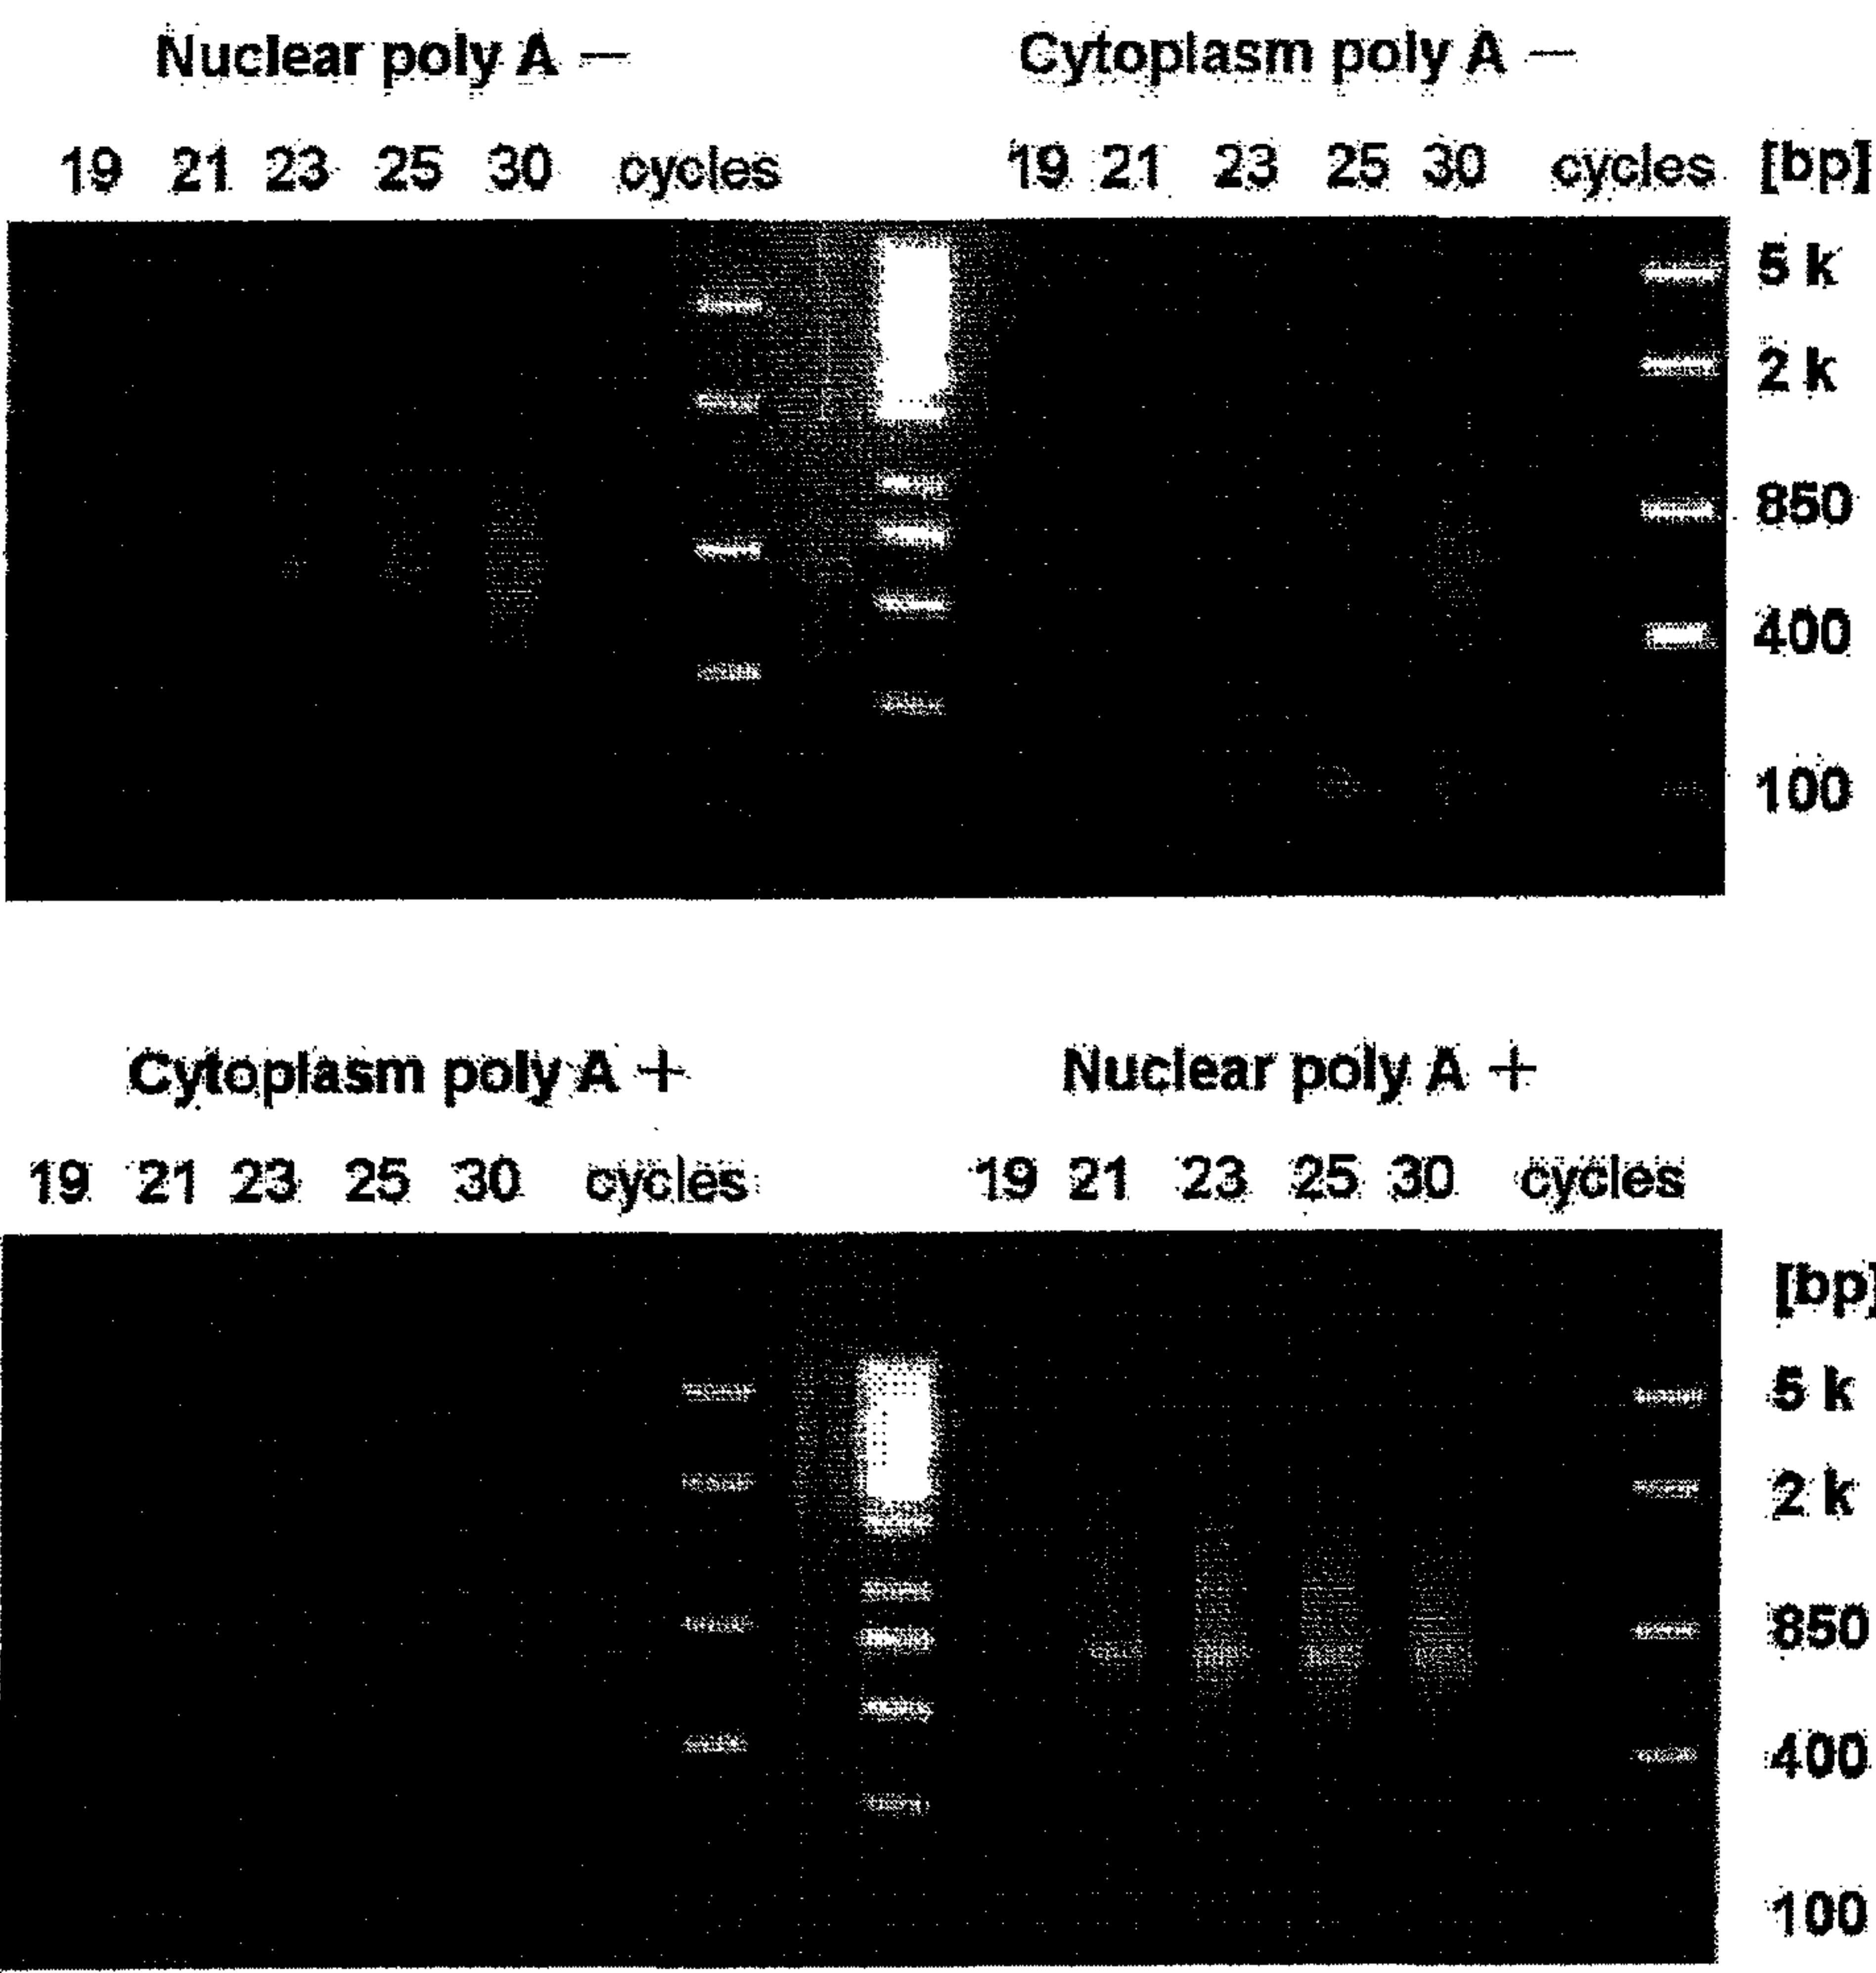 Nuclear poly A — Cytoplasm poly A —
19 21 23 25 30 cycles 19 21 23 25 30 cycles [bp]
5 k
2 k
850
400
100
Cytoplasm poly A + Nuclear poly A +
19 21 23 25 30 cycles 19 21 23 25 30 cycles
[bp]
5 k
2 k
850
400
100